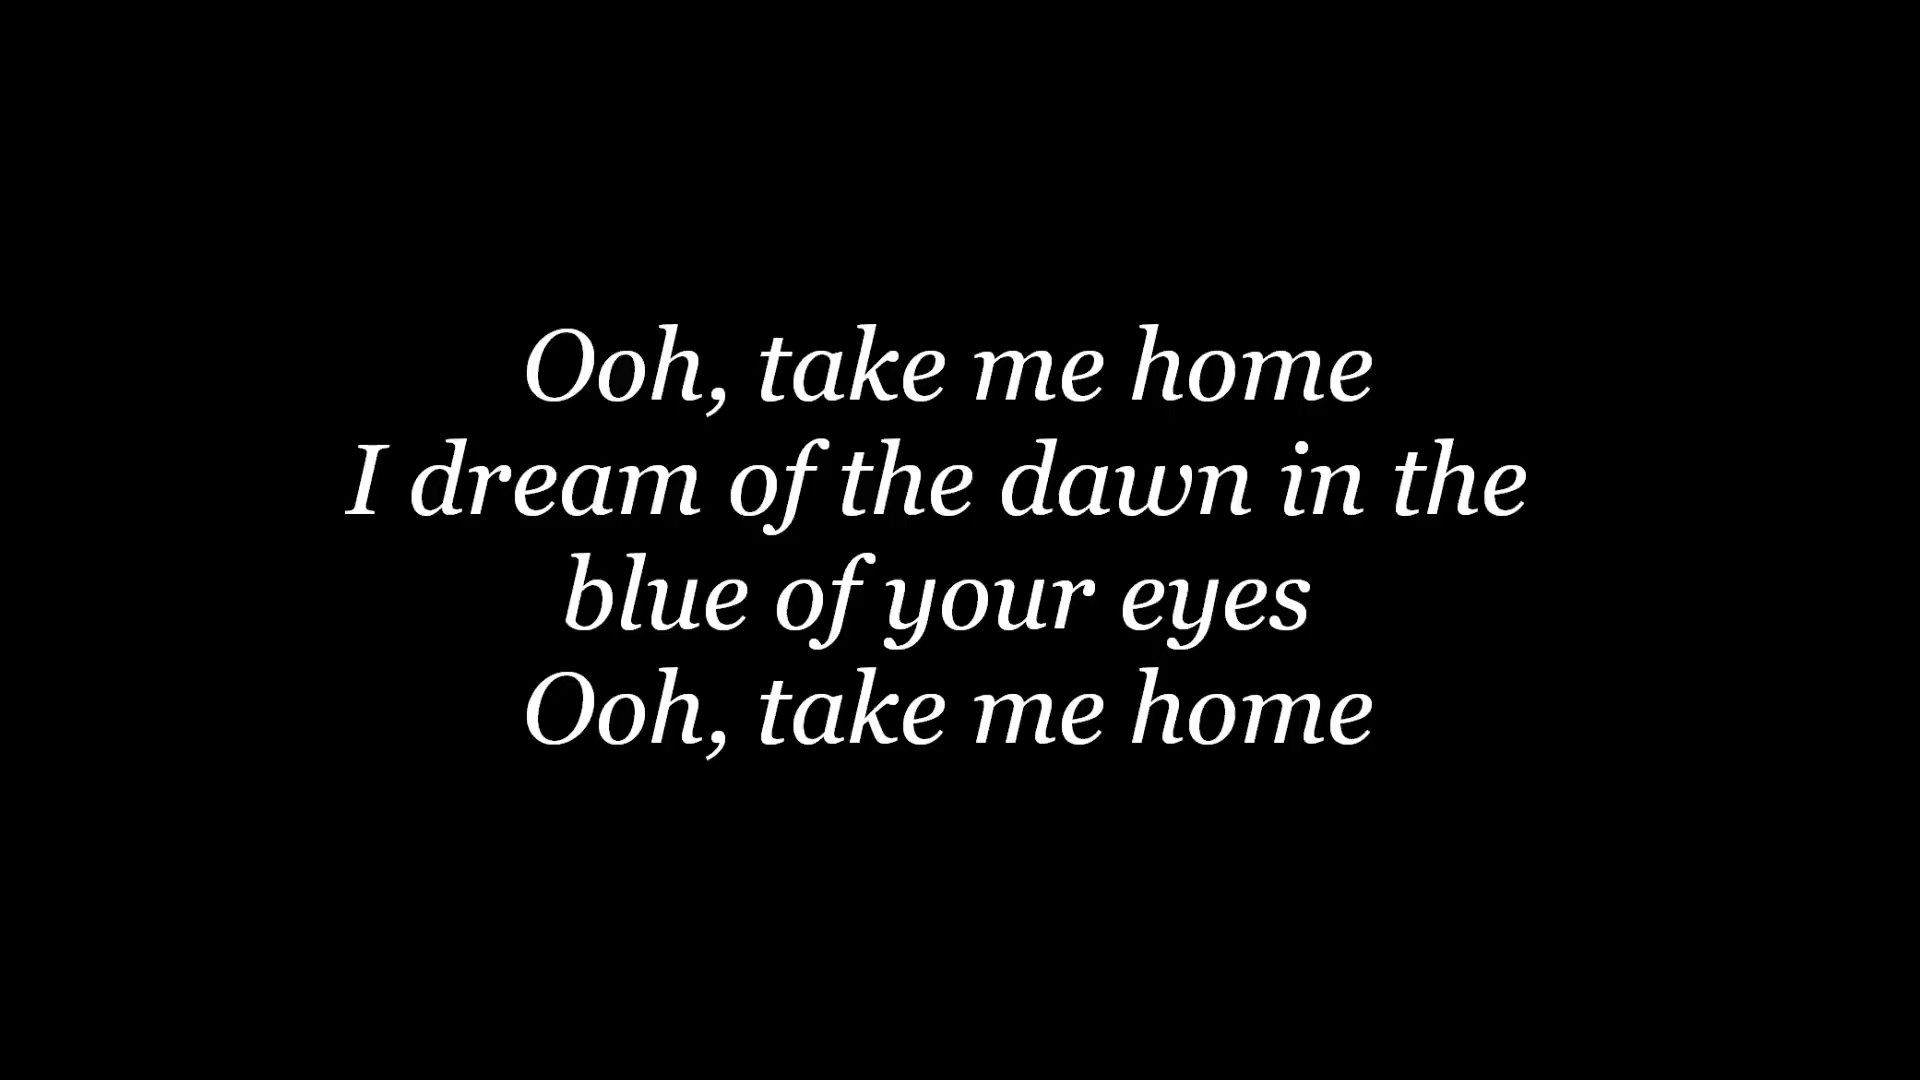 Ooh, take me home
I dream of the dawn in the
blue of your eyes
Ooh, take me home